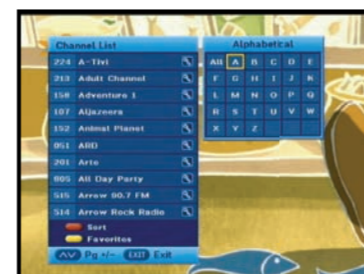 Channel List
224 A-Tivi
213 Adult Channel
158 Adventure 1
107 Aljazeera
152 Animal Planet
051 ARD
201 Arte
605 All Day Party
515 Arrow 90.7 FM
514 Arrow Rock Radio
Sort
Favorites
Pg +/- EXIT Exit
Alphabetical
All A B C D E
F G H I J K
L M N O P Q
R S T U V W
X Y Z